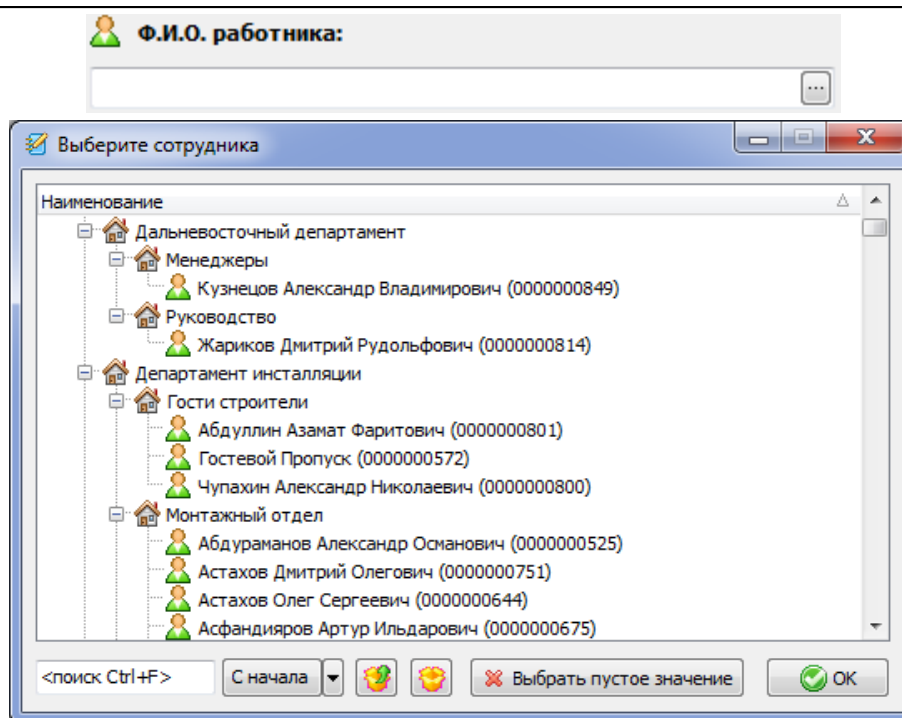 Ф.И.О. работника:
...
Выберите сотрудника
Наименование
Дальневосточный департамент
Менеджеры
Кузнецов Александр Владимирович (0000000849)
Руководство
Жариков Дмитрий Рудольфович (0000000814)
Департамент инсталляции
Гости строители
Абдуллин Азамат Фаритович (0000000801)
Гостевой Пропуск (0000000572)
Чупахин Александр Николаевич (0000000800)
Монтажный отдел
Абдураманов Александр Османович (0000000525)
Астахов Дмитрий Олегович (0000000751)
Астахов Олег Сергеевич (0000000644)
Асфандияров Артур Ильдарович (0000000675)
<поиск Ctrl+F> С начала Выбрать пустое значение OK